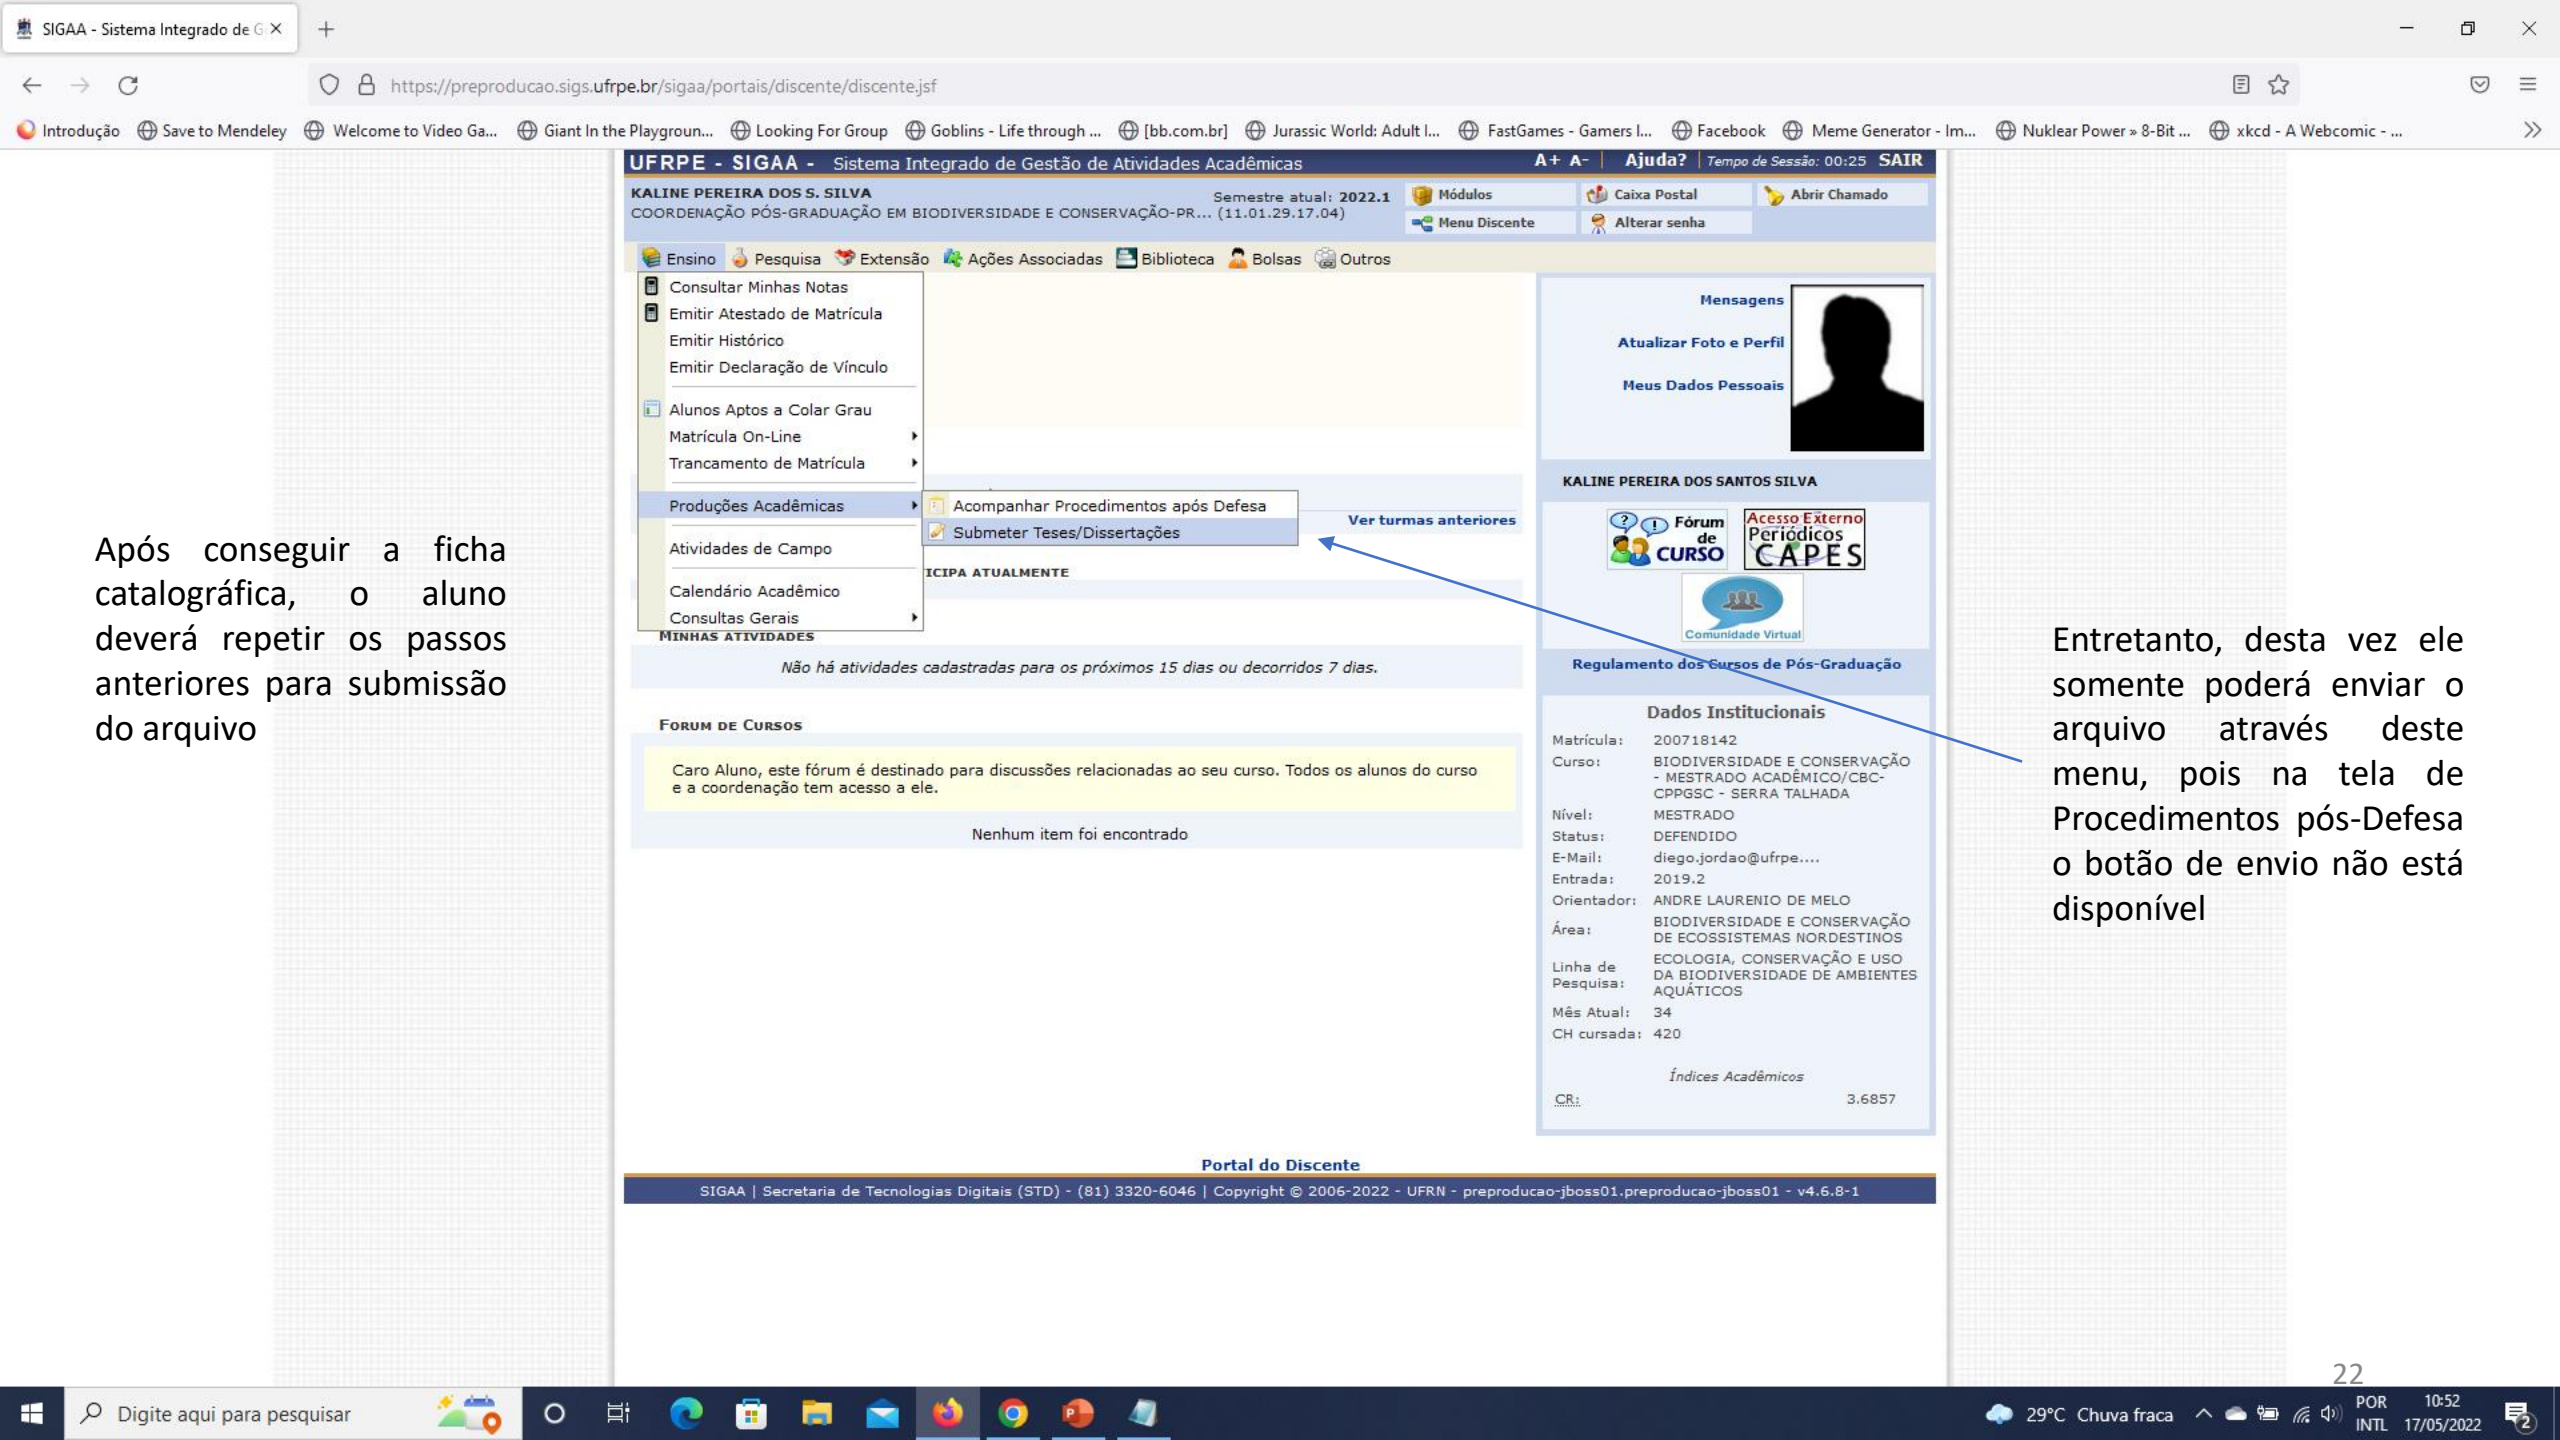 SIGAA - Sistema Integrado de G
https://preproducao.sigs.ufrpe.br/sigaa/portais/discente/discente.jsf
Introdução Save to Mendeley Welcome to Video Ga... Giant In the Playgroun... Looking For Group Goblins - Life through ... [bb.com.br] Jurassic World: Adult I... FastGames - Gamers I... Facebook Meme Generator - Im... Nuklear Power » 8-Bit ... xkcd - A Webcomic - ...
UFRPE - SIGAA - Sistema Integrado de Gestão de Atividades Acadêmicas A+ A- | Ajuda? | Tempo de Sessão: 00:25 SAIR
KALINE PEREIRA DOS S. SILVA
COORDENAÇÃO PÓS-GRADUAÇÃO EM BIODIVERSIDADE E CONSERVAÇÃO-PR... (11.01.29.17.04)
Semestre atual: 2022.1
Módulos Caixa Postal Abrir Chamado
Menu Discente Alterar senha
Ensino Pesquisa Extensão Ações Associadas Biblioteca Bolsas Outros
Consultar Minhas Notas
Emitir Atestado de Matrícula
Emitir Histórico
Emitir Declaração de Vínculo
Alunos Aptos a Colar Grau
Matrícula On-Line
Trancamento de Matrícula
Produções Acadêmicas
Atividades de Campo
Calendário Acadêmico
Consultas Gerais
Acompanhar Procedimentos após Defesa
Submeter Teses/Dissertações
Ver turmas anteriores
ICIPA ATUALMENTE
MINHAS ATIVIDADES
Não há atividades cadastradas para os próximos 15 dias ou decorridos 7 dias.
FORUM DE CURSOS
Caro Aluno, este fórum é destinado para discussões relacionadas ao seu curso. Todos os alunos do curso
e a coordenação tem acesso a ele.
Nenhum item foi encontrado
Mensagens
Atualizar Foto e Perfil
Meus Dados Pessoais
KALINE PEREIRA DOS SANTOS SILVA
Fórum
de
CURSO
Acesso Externo
Periódicos
CAPES
Comunidade Virtual
Regulamento dos Cursos de Pós-Graduação
Dados Institucionais
Matrícula: 200718142
Curso: BIODIVERSIDADE E CONSERVAÇÃO
- MESTRADO ACADÊMICO/CBC-
CPPGSC - SERRA TALHADA
Nível: MESTRADO
Status: DEFENDIDO
E-Mail: diego.jordao@ufrpe....
Entrada: 2019.2
Orientador: ANDRE LAURENIO DE MELO
Área: BIODIVERSIDADE E CONSERVAÇÃO
DE ECOSSISTEMAS NORDESTINOS
Linha de
Pesquisa:
ECOLOGIA, CONSERVAÇÃO E USO
DA BIODIVERSIDADE DE AMBIENTES
AQUÁTICOS
Mês Atual: 34
CH cursada: 420
Índices Acadêmicos
CR: 3.6857
Portal do Discente
SIGAA | Secretaria de Tecnologias Digitais (STD) - (81) 3320-6046 | Copyright © 2006-2022 - UFRN - preproducao-jboss01.preproducao-jboss01 - v4.6.8-1
Após conseguir a ficha
catalográfica, o aluno
deverá repetir os passos
anteriores para submissão
do arquivo
Entretanto, desta vez ele
somente poderá enviar o
arquivo através deste
menu, pois na tela de
Procedimentos pós-Defesa
o botão de envio não está
disponível
22
Digite aqui para pesquisar
29°C Chuva fraca
POR
INTL
10:52
17/05/2022
2